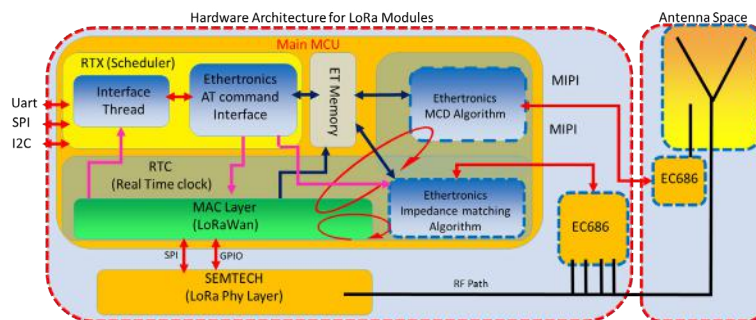 Hardware Architecture for LoRa Modules
Antenna Space
Main MCU
RTX (Scheduler)
Interface
Thread
Ethertronics
AT command
Interface
ET Memory
Ethertronics
MCD Algorithm
MIPI
MIPI
Uart
SPI
I2C
RTC
(Real Time clock)
MAC Layer
(LoRaWan)
Ethertronics
Impedance matching
Algorithm
EC686
EC686
SPI
GPIO
SEMTECH
(LoRa Phy Layer)
RF Path